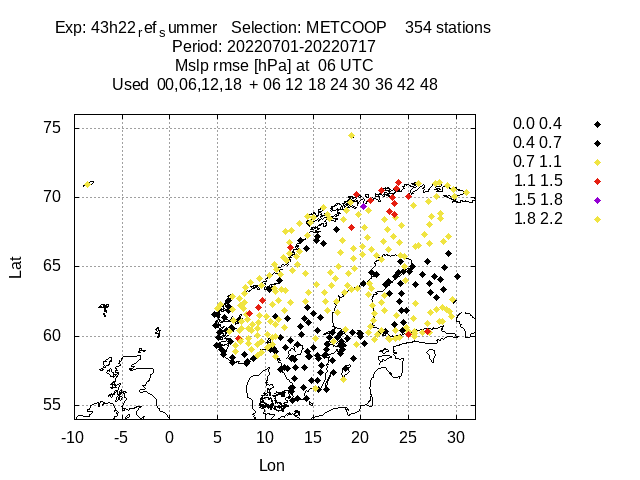 Exp: 43h22ref summer Selection: METCOOP 354 stations
Period: 20220701-20220717
Mslp rmse [hPa] at 06 UTC
Used 00,06,12,18 + 06 12 18 24 30 36 42 48
75
70
65
60
55
Lat
-10 -5 0 5 10 15 20 25 30
Lon
0.0 0.4
0.4 0.7
0.7 1.1
1.1 1.5
1.5 1.8
1.8 2.2